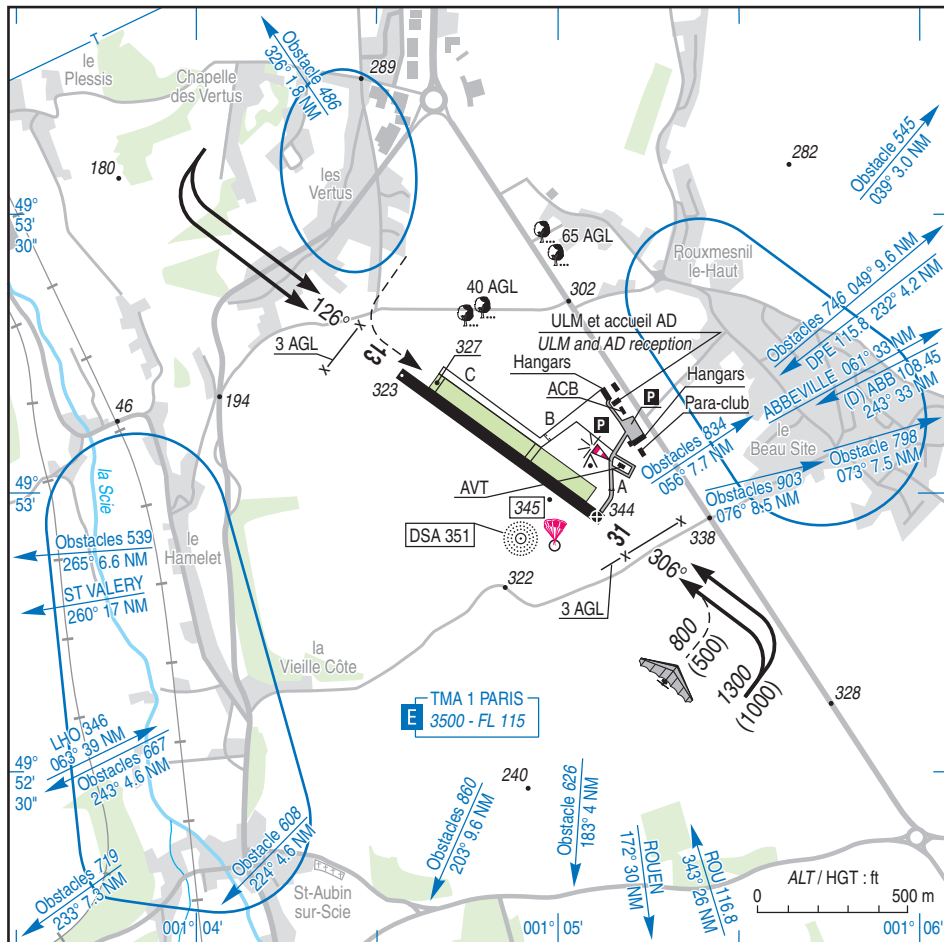 T
le
Plessis
Chapelle
des Vertus
Obstacle 486
326° 1.8 NM
289
180
282
Obstacle 545
039° 3.0 NM
49°
53'
30"
les
Vertus
65 AGL
Rouxmesnil
le-Haut
40 AGL
302
126°
3 AGL
13
327
C
323
ULM et accueil AD
ULM and AD reception
Hangars
ACB
P
Hangars
Para-club
B
P
Obstacles 746 049° 9.6 NM
DPE 115.8 232° 4.2 NM
ABBEVILLE 061° 33 NM
(D) ABB 108.45
243° 33 NM
le
Beau Site
Obstacles 834
056° 7.7 NM
Obstacle 798
073° 7.5 NM
Obstacles 903
076° 8.5 NM
194
46
la Scie
49°
53'
AVT
A
345
344
DSA 351
31
338
306°
3 AGL
322
Obstacles 539
265° 6.6 NM
ST VALERY
260° 17 NM
le
Hamelet
la
Vieille Côte
800
(500)
1300
(1000)
328
E
TMA 1 PARIS
3500 - FL 115
LHO 346
063° 39 NM
Obstacles 667
243° 4.6 NM
49°
52'
30"
240
Obstacles 860
203° 9.6 NM
Obstacle 626
183° 4 NM
ROUEN
172° 30 NM
ROU 116.8
343° 26 NM
Obstacle 608
224° 4.6 NM
Obstacles 719
233° 7.3 NM
St-Aubin
sur-Scie
ALT / HGT : ft
0
500 m
001° 04'
001° 05'
001° 06'